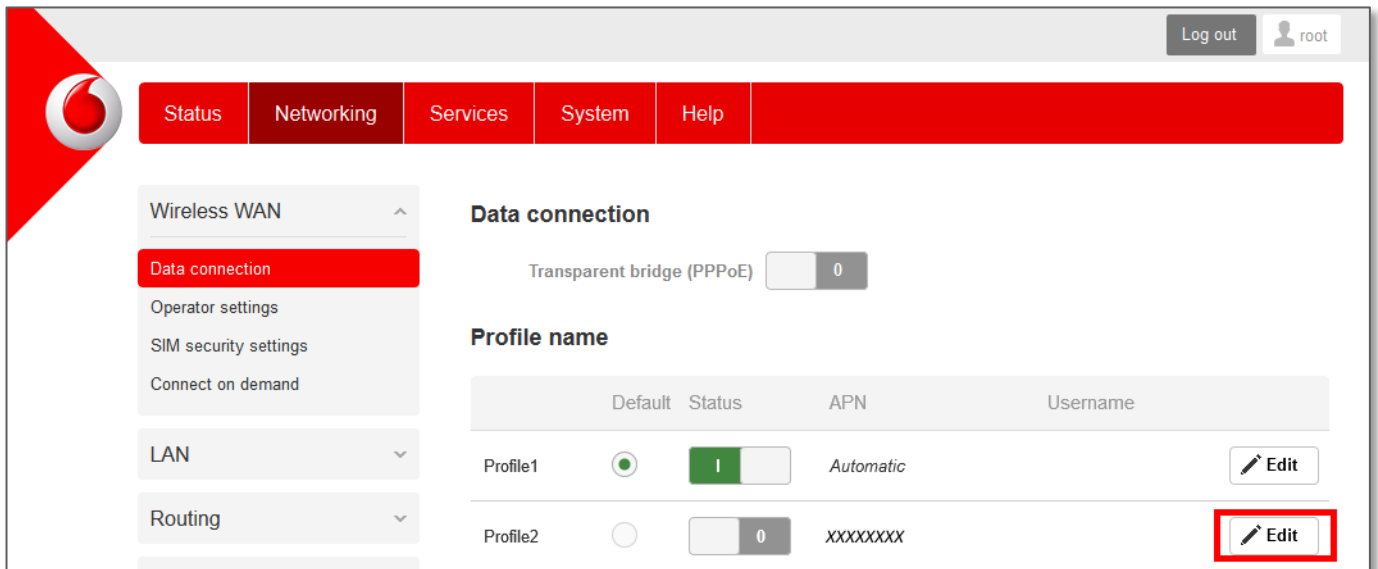 Log out root
Status Networking Services System Help
Wireless WAN
Data connection
Operator settings
SIM security settings
Connect on demand
LAN
Routing
Data connection
Transparent bridge (PPPoE) 0
Profile name
Default Status APN Username
Profile1 I Automatic Edit
Profile2 0 XXXXXXXX Edit